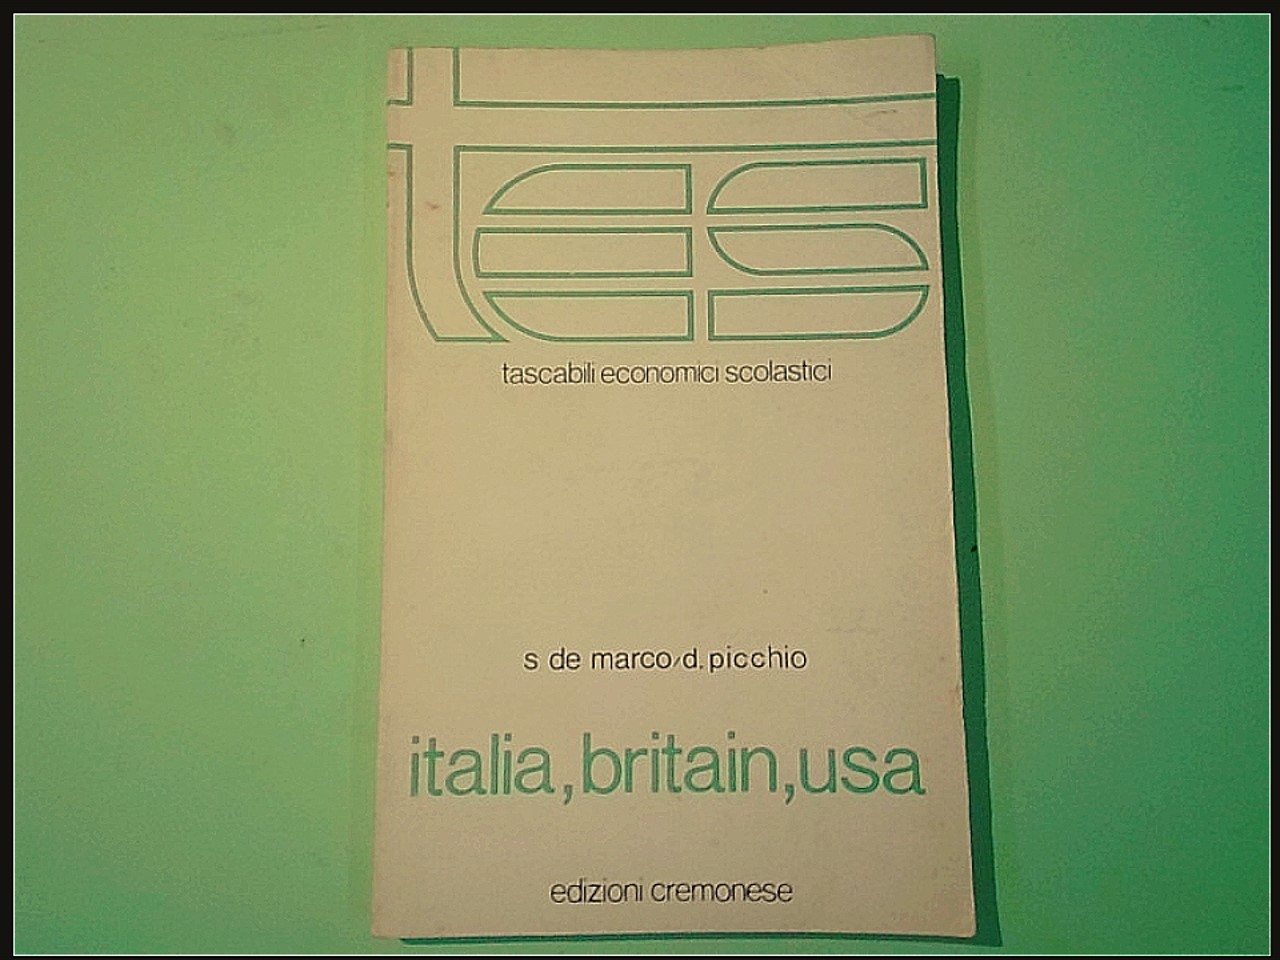 tes
tascabili economici scolastici
s de marco/d. picchio
italia, britain, usa
edizioni cremonese